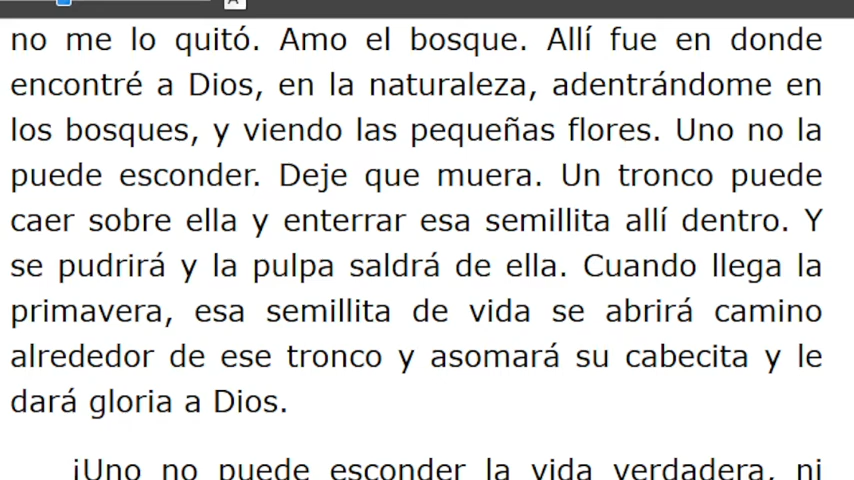 no me lo quitó. Amo el bosque. Allí fue en donde
encontré a Dios, en la naturaleza, adentrándome en
los bosques, y viendo las pequeñas flores. Uno no la
puede esconder. Deje que muera. Un tronco puede
caer sobre ella y enterrar esa semillita allí dentro. Y
se pudrirá y la pulpa saldrá de ella. Cuando llega la
primavera, esa semillita de vida se abrirá camino
alrededor de ese tronco y asomará su cabecita y le
dará gloria a Dios.
¡Uno no puede esconder la vida verdadera, ni